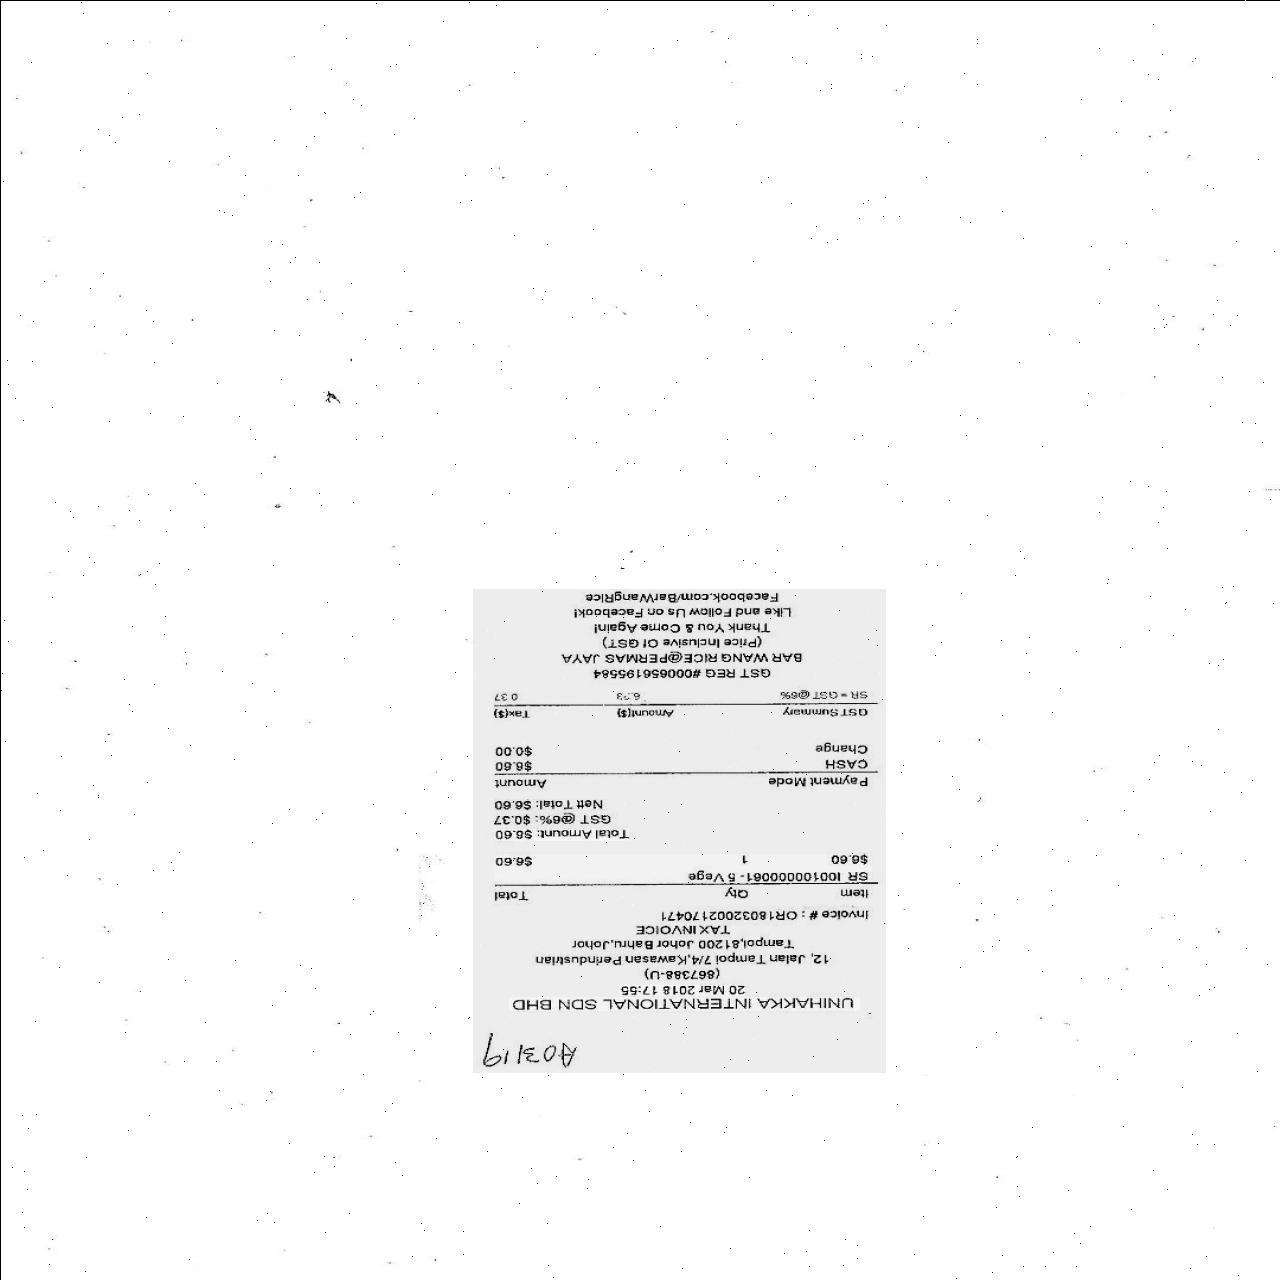 A03119
UNIHAKKA INTERNATIONAL SDN BHD
20 Mar 2018 17:55
(867388-U)
12, Jalan Tampoi 7/4,Kawasan Perindustrian
Tampoi,81200 Johor Bahru,Johor
TAX INVOICE
Invoice # : OR18032002170471
Item Qty Total
SR I00100000061- 5 Vege
$6.60 1 $6.60
Total Amount: $6.60
GST @6%: $0.37
Nett Total: $6.60
Payment Mode Amount
CASH $6.60
Change $0.00
GST Summary Amount($) Tax($)
SR = GST @6% 6.23 0.37
GST REG #000656195584
BAR WANG RICE@PERMAS JAYA
(Price Inclusive Of GST)
Thank You & Come Again!
Like and Follow Us on Facebook!
Facebook.com/BarWangRice